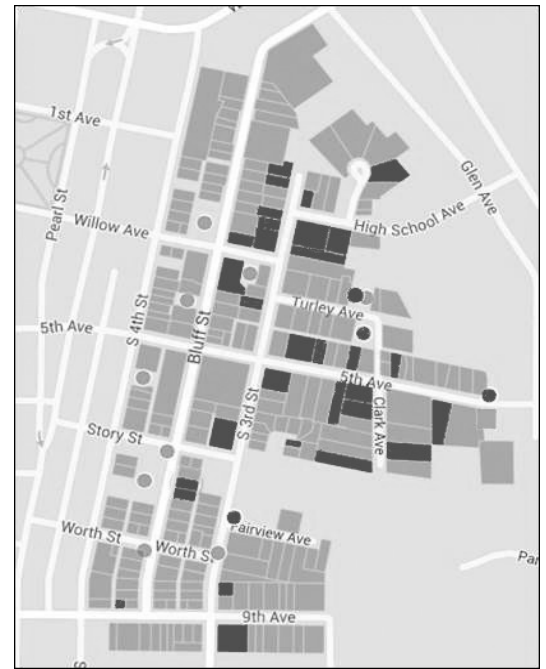 1st Ave
Pearl St
Glen Ave
High School Ave
Willow Ave
S 4th St
Bluff St
Turley Ave
5th Ave
5th Ave
S 3rd St
Clark Ave
Story St
Worth St
Worth St
Fairview Ave
9th Ave
S